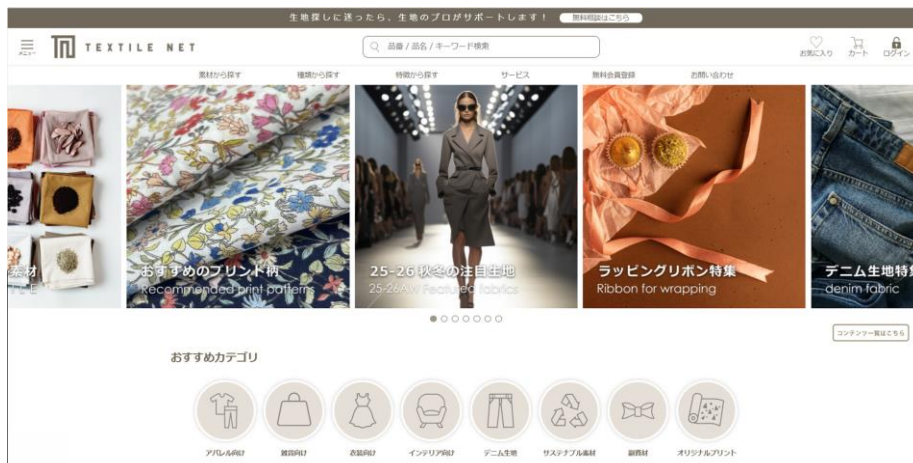 生地探しに迷ったら、生地のプロがサポートします！ 無料相談はこちら
メニュー
TEXTILE NET
品番 / 品名 / キーワード検索
お気に入り カート ログイン
素材から探す 種類から探す 特徴から探す サービス 無料会員登録 お問い合わせ
素材
おすすめのプリント柄
Recommended print patterns
25-26 秋冬の注目生地
25-26AW Featured fabrics
ラッピングリボン特集
Ribbon for wrapping
デニム生地特集
denim fabric
コンテンツ一覧はこちら
おすすめカテゴリ
アパレル向け 雑貨向け 衣装向け インテリア向け デニム生地 サステナブル素材 副資材 オリジナルプリント